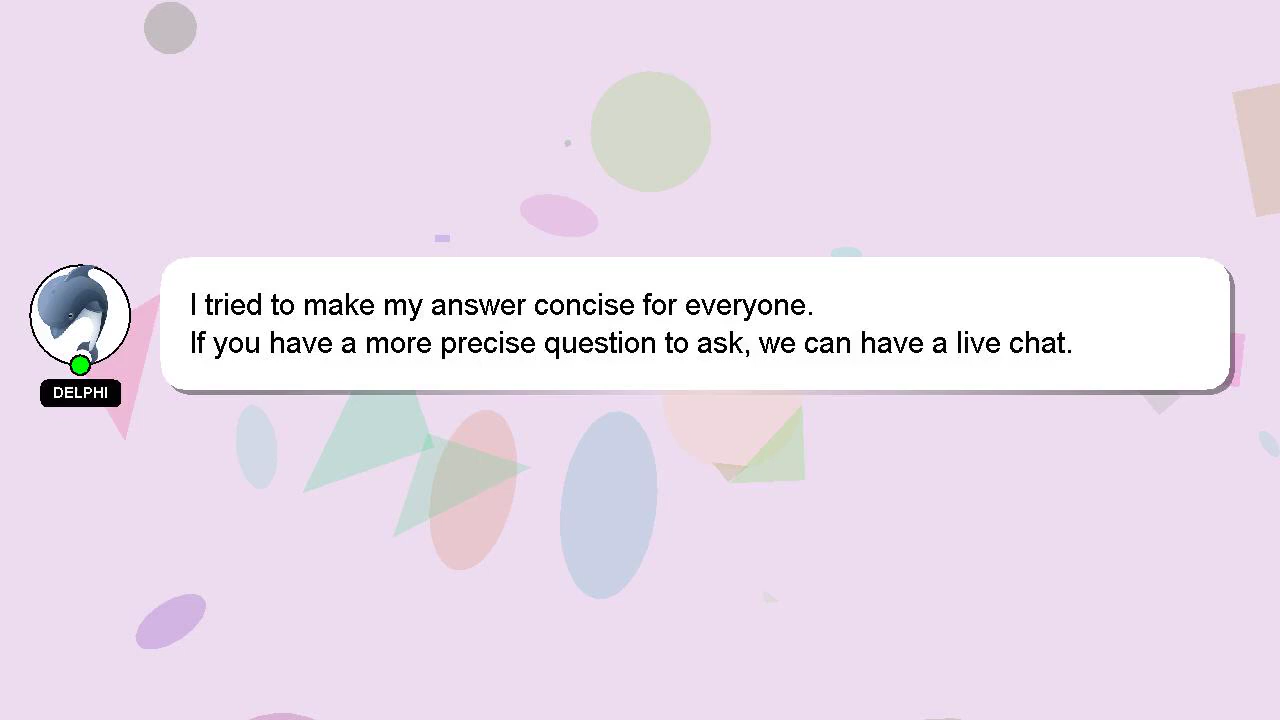 I tried to make my answer concise for everyone.
If you have a more precise question to ask, we can have a live chat.
DELPHI